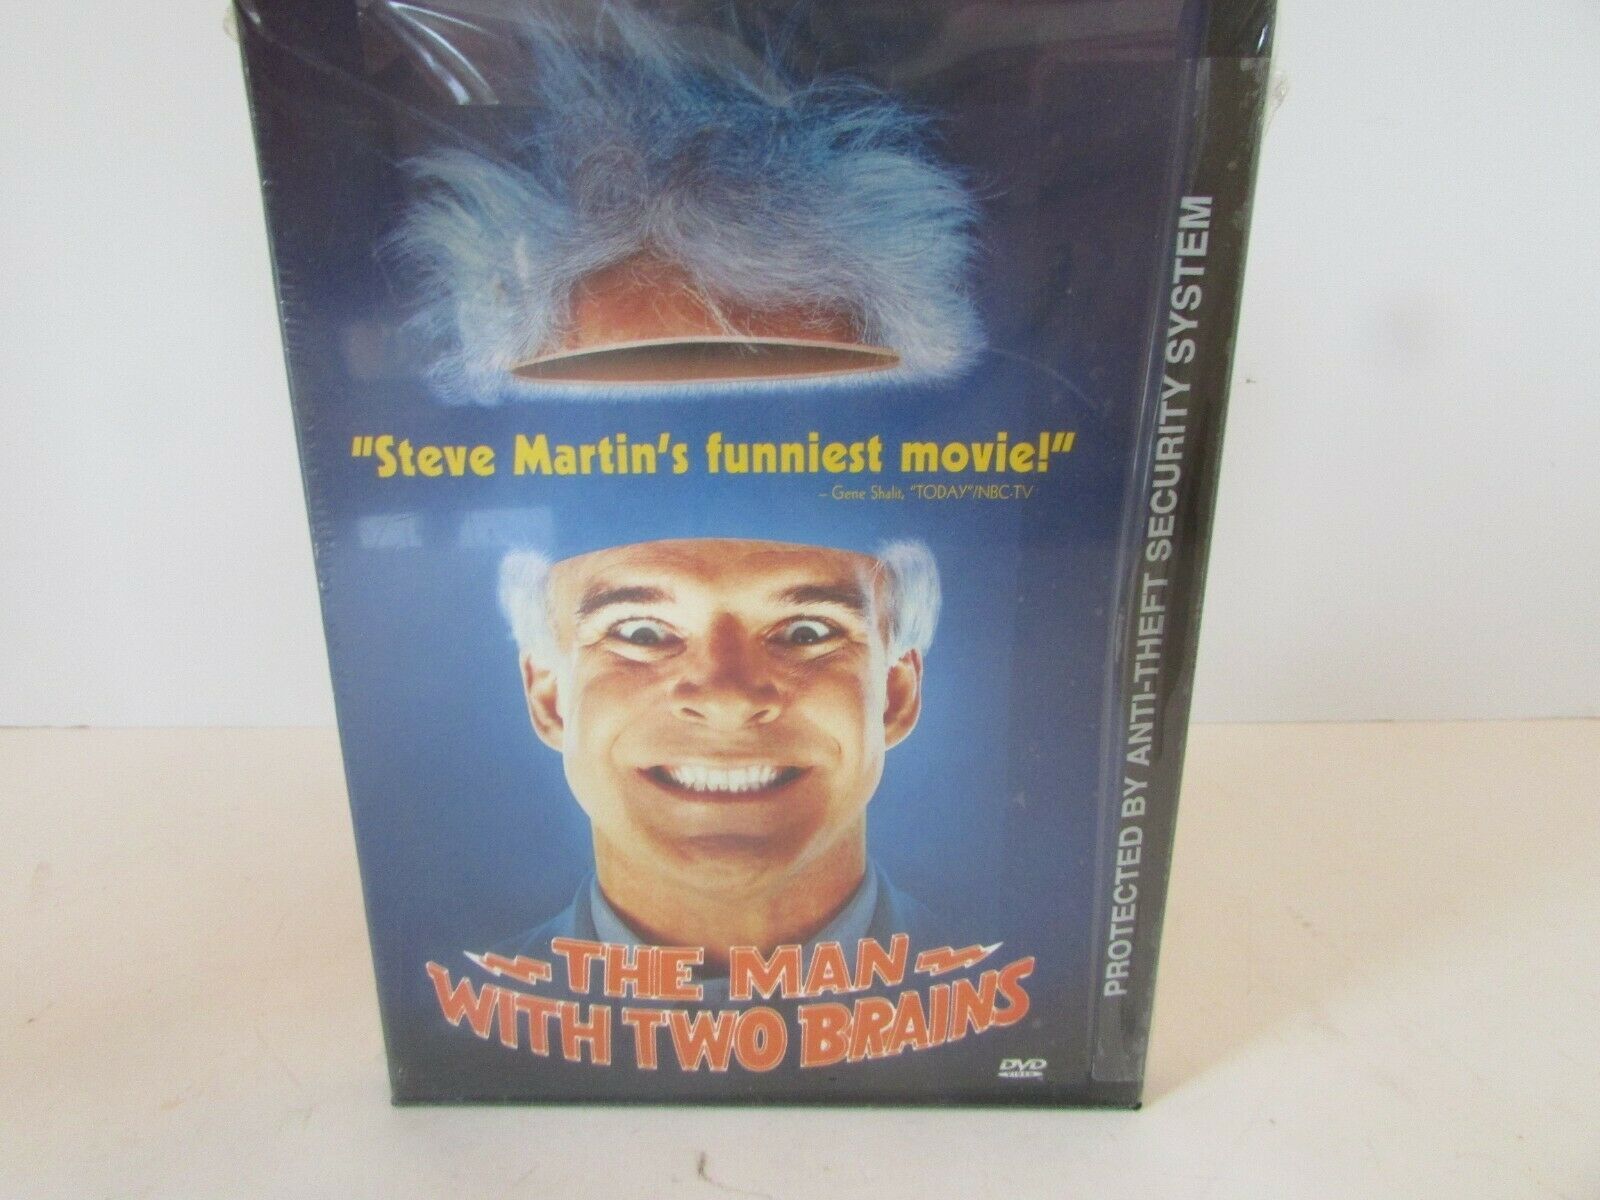 "Steve Martin's funniest movie!"
– Gene Shalit, "TODAY"/NBC-TV
THE MAN
WITH TWO BRAINS
DVD
VIDEO
PROTECTED BY ANTI-THEFT SECURITY SYSTEM